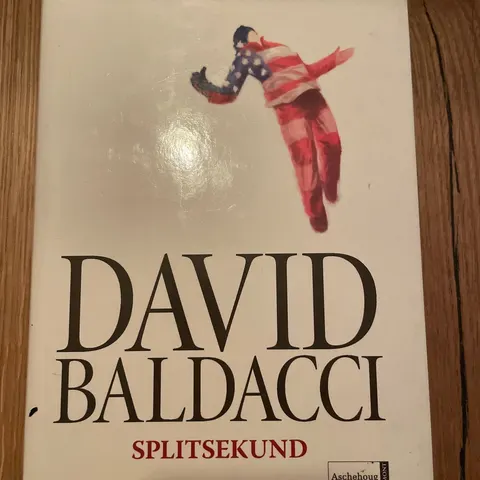 DAVID
BALDACCI
SPLITSEKUND
Aschehoug